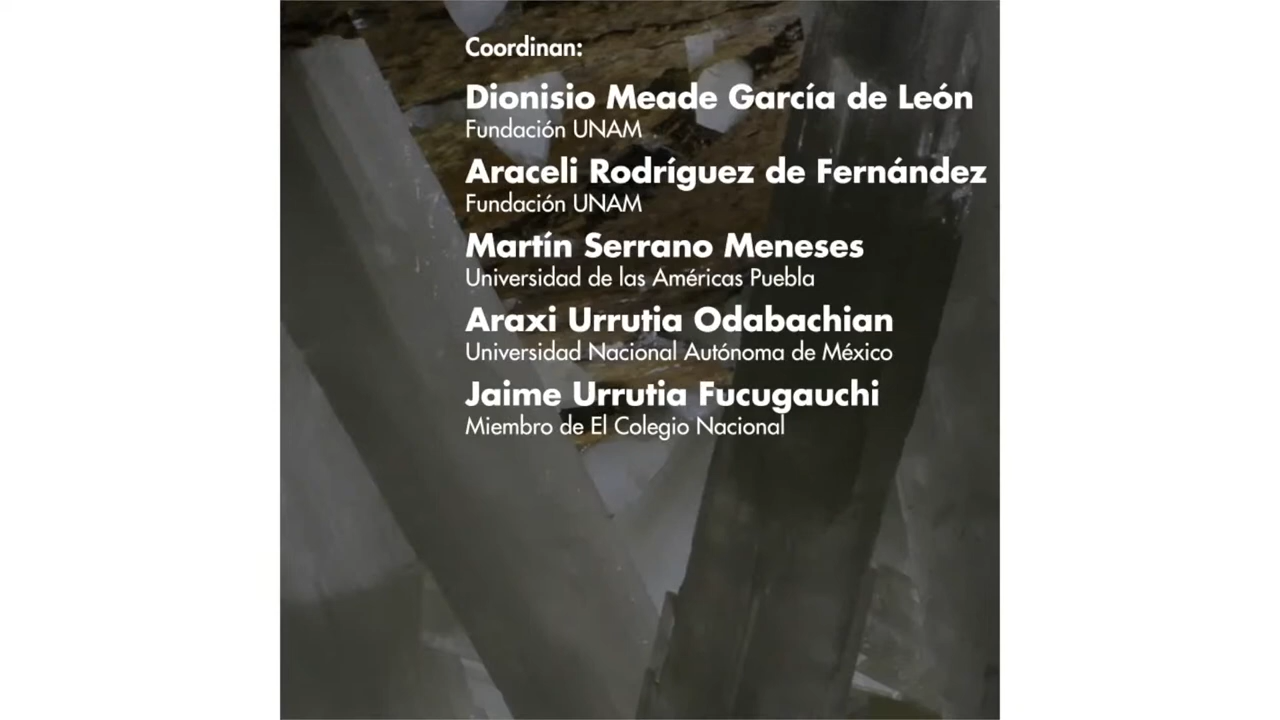 Coordinan:
Dionisio Meade García de León
Fundación UNAM
Araceli Rodríguez de Fernández
Fundación UNAM
Martín Serrano Meneses
Universidad de las Américas Puebla
Araxi Urrutia Odabachian
Universidad Nacional Autónoma de México
Jaime Urrutia Fucugauchi
Miembro de El Colegio Nacional